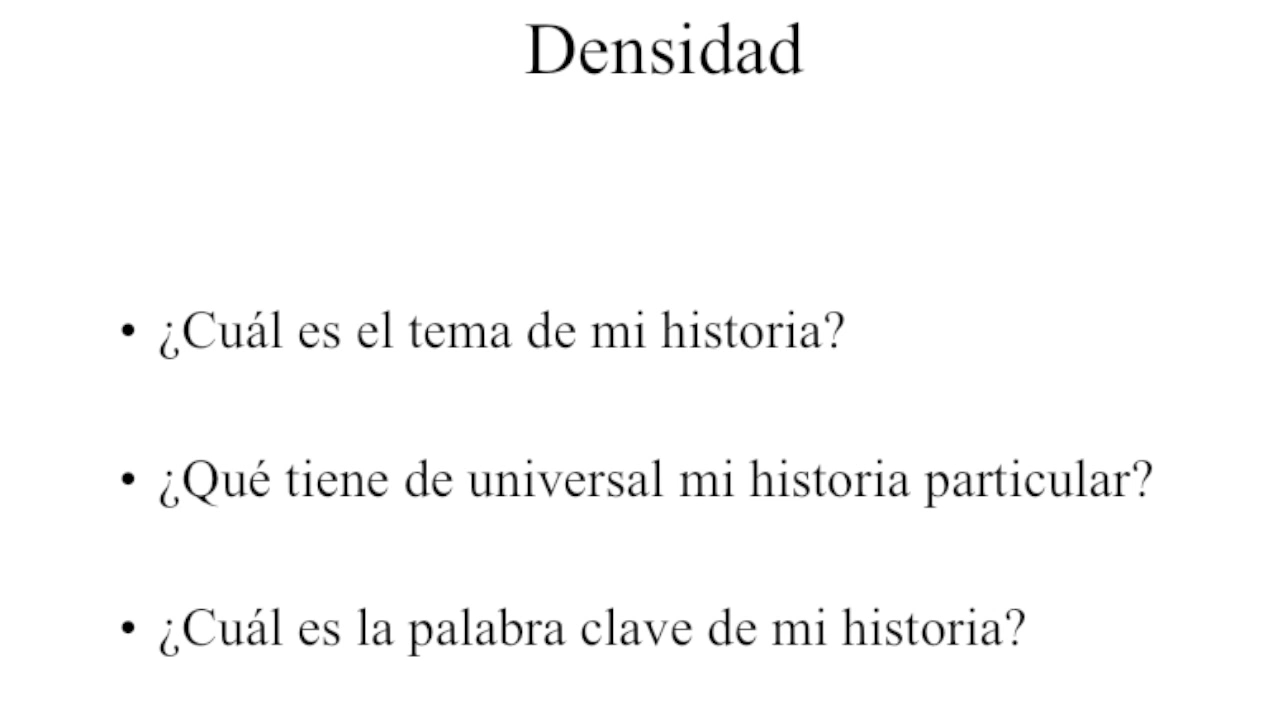 Densidad
• ¿Cuál es el tema de mi historia?
• ¿Qué tiene de universal mi historia particular?
• ¿Cuál es la palabra clave de mi historia?